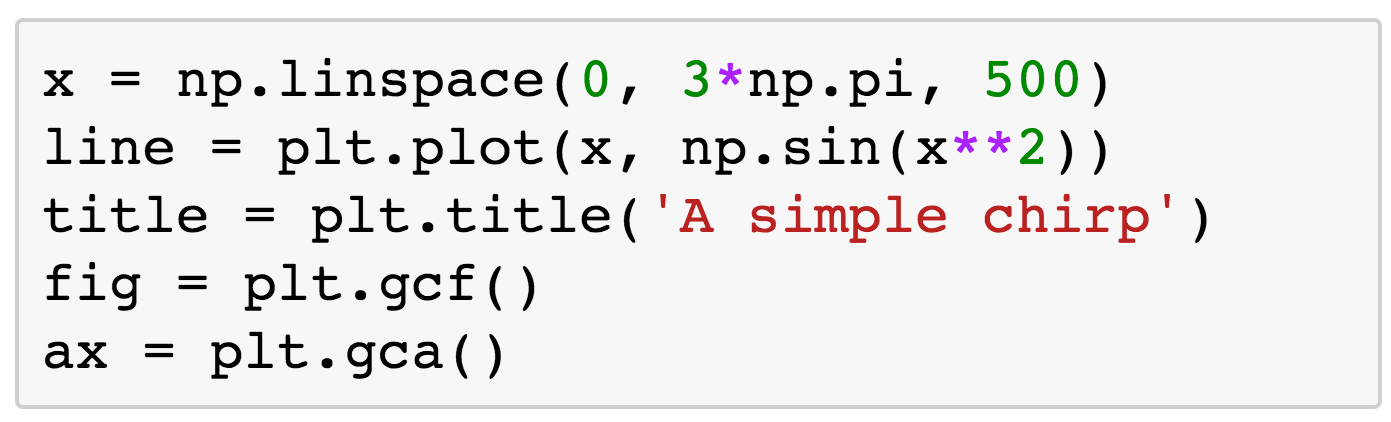 x = np.linspace(0, 3*np.pi, 500)
line = plt.plot(x, np.sin(x**2))
title = plt.title('A simple chirp')
fig = plt.gcf()
ax = plt.gca()